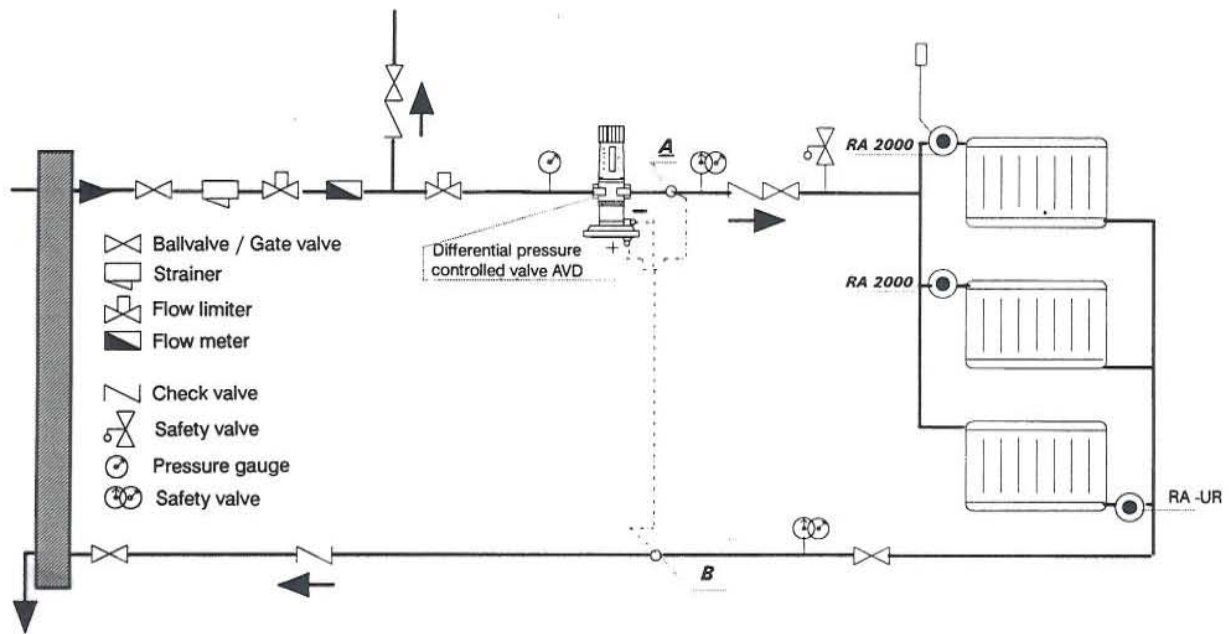 A
RA 2000
Ballvalve / Gate valve
Strainer
Flow limiter
Flow meter
Differential pressure
controlled valve AVD
−
+
RA 2000
Check valve
Safety valve
Pressure gauge
Safety valve
RA -UR
B